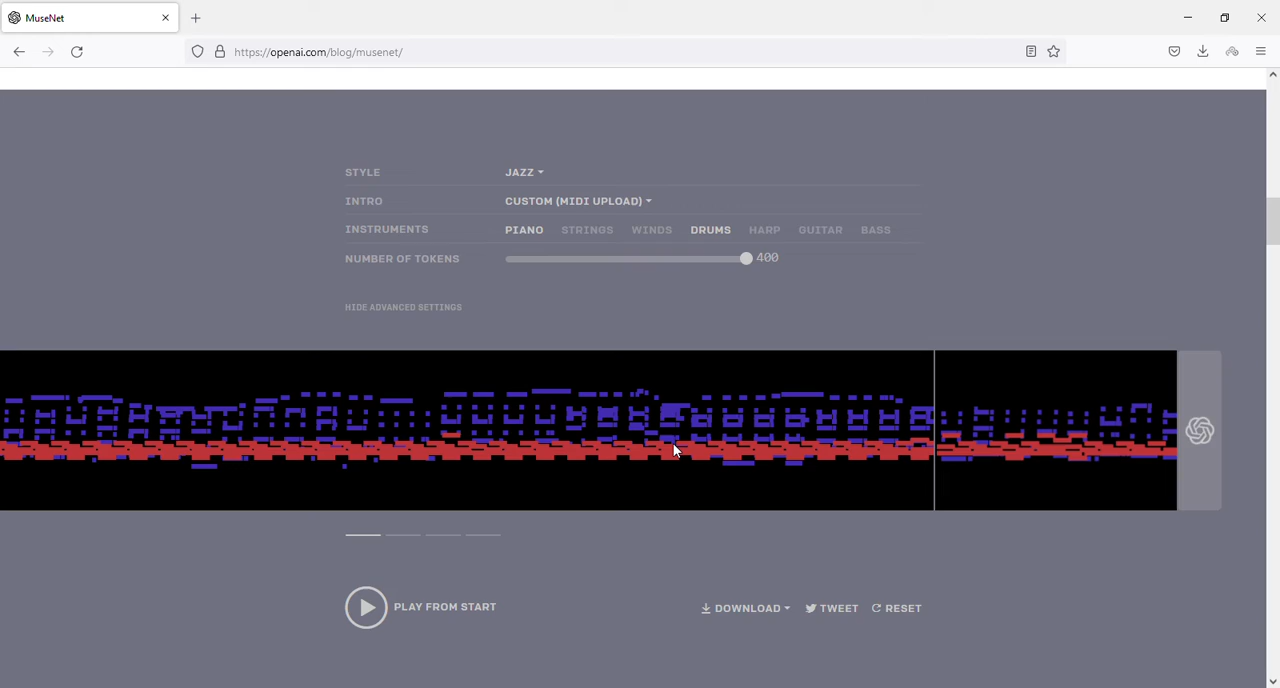 MuseNet
https://openai.com/blog/musenet/
STYLE JAZZ
INTRO CUSTOM (MIDI UPLOAD)
INSTRUMENTS PIANO STRINGS WINDS DRUMS HARP GUITAR BASS
NUMBER OF TOKENS 400
HIDE ADVANCED SETTINGS
PLAY FROM START DOWNLOAD TWEET RESET